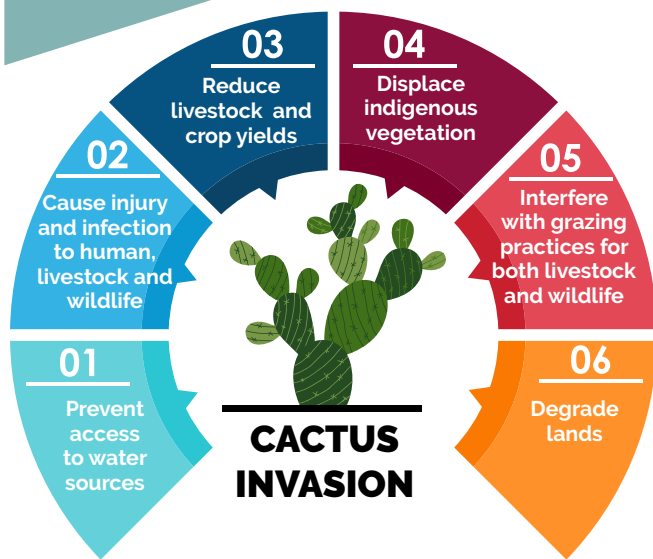 01
Prevent
access
to water
sources
02
Cause injury
and infection
to human,
livestock and
wildlife
03
Reduce
livestock and
crop yields
04
Displace
indigenous
vegetation
05
Interfere
with grazing
practices for
both livestock
and wildlife
06
Degrade
lands
CACTUS
INVASION